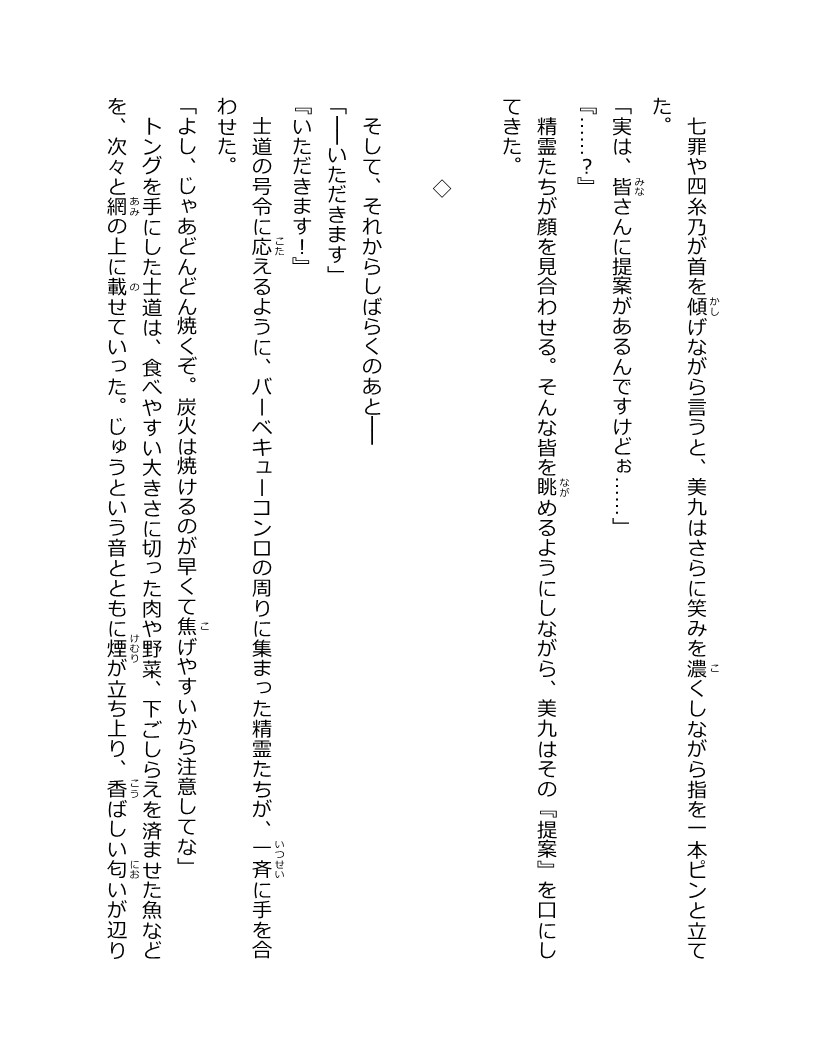 七罪や四糸乃が首を傾げながら言うと、美九はさらに笑みを濃くしながら指を一本ピンと立て
た。
「実は、皆さんに提案があるんですけどぉ……」
『……？』
精霊たちが顔を見合わせる。そんな皆を眺めるようにしながら、美九はその『提案』を口にし
てきた。
◇
そして、それからしばらくのあと──
「──いただきます」
『いただきます！』
士道の号令に応えるように、バーベキューコンロの周りに集まった精霊たちが、一斉に手を合
わせた。
「よし、じゃあどんどん焼くぞ。炭火は焼けるのが早くて焦げやすいから注意してな」
トングを手にした士道は、食べやすい大きさに切った肉や野菜、下ごしらえを済ませた魚など
を、次々と網の上に載せていった。じゅうという音とともに煙が立ち上り、香ばしい匂いが辺り